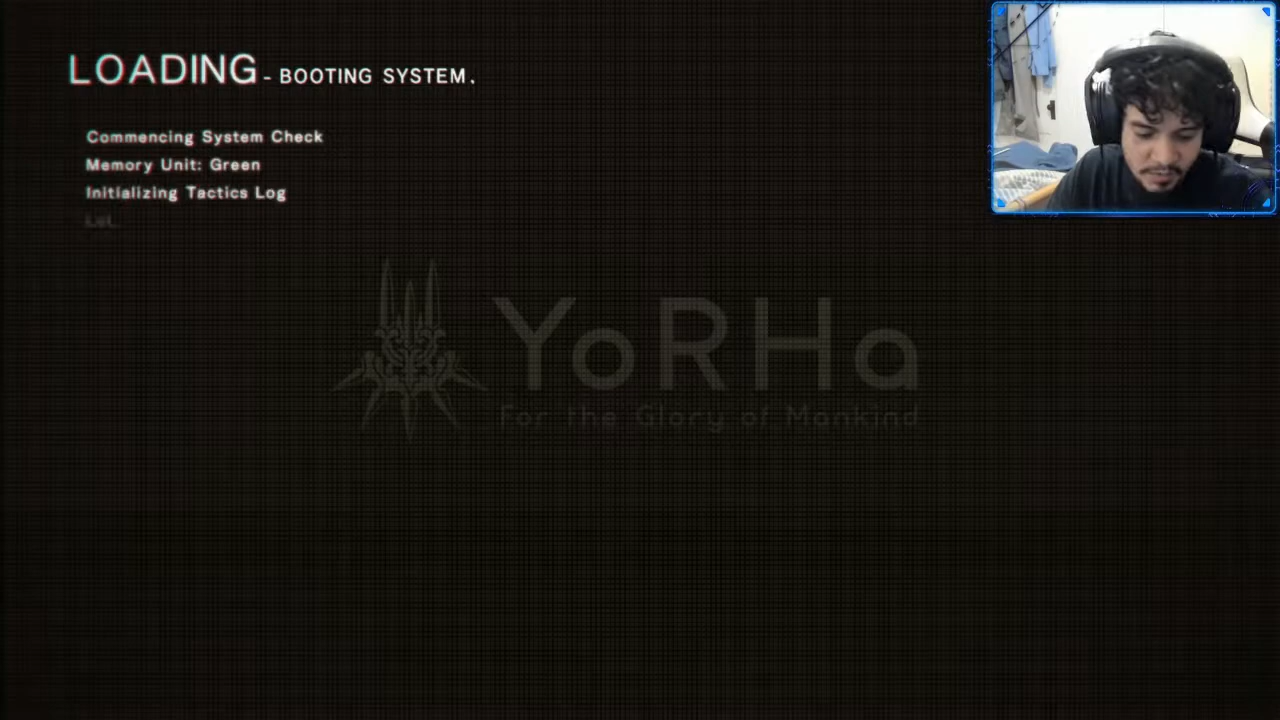 LOADING - BOOTING SYSTEM.
Commencing System Check
Memory Unit: Green
Initializing Tactics Log
YoRHa
For the Glory of Mankind